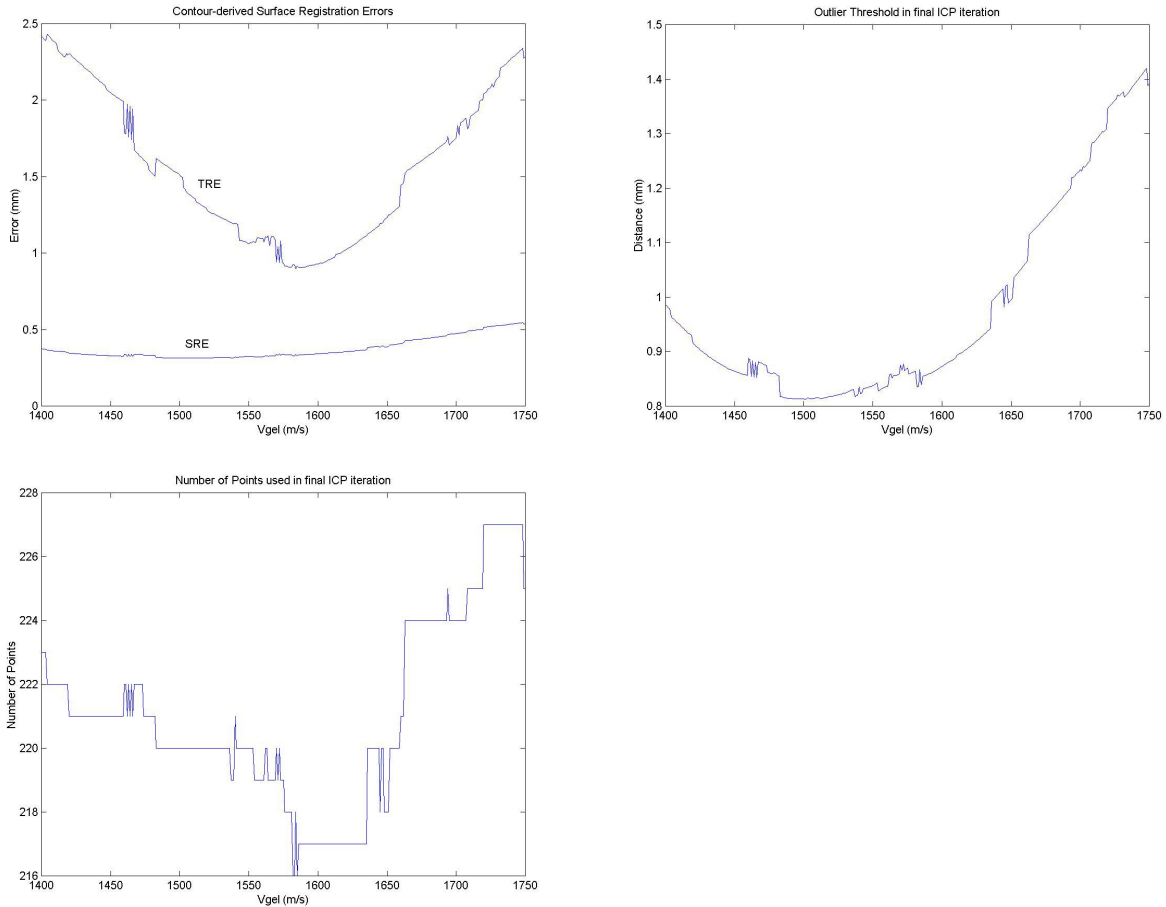 Contour-derived Surface Registration Errors
2.5
2
1.5
1
0.5
0
Error (mm)
TRE
SRE
1400 1450 1500 1550 1600 1650 1700 1750
Vgel (m/s)
Outlier Threshold in final ICP iteration
1.5
1.4
1.3
1.2
1.1
1
0.9
0.8
Distance (mm)
1400 1450 1500 1550 1600 1650 1700 1750
Vgel (m/s)
Number of Points used in final ICP iteration
228
226
224
222
220
218
216
Number of Points
1400 1450 1500 1550 1600 1650 1700 1750
Vgel (m/s)